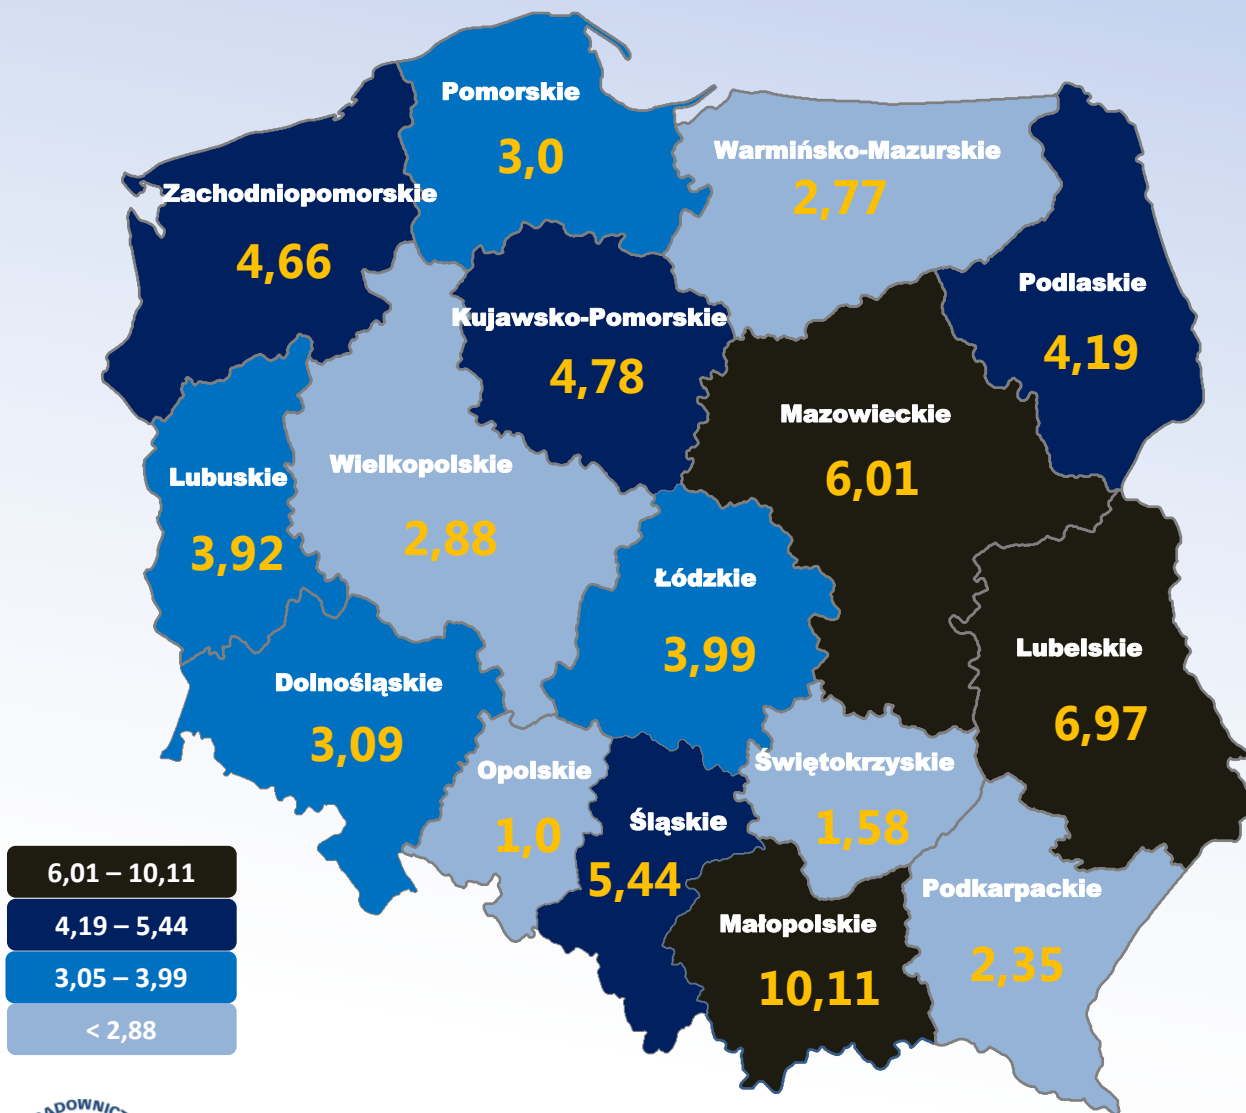 Pomorskie
3,0
Warmińsko-Mazurskie
2,77
Zachodniopomorskie
4,66
Podlaskie
4,19
Kujawsko-Pomorskie
4,78
Mazowieckie
6,01
Wielkopolskie
2,88
Lubuskie
3,92
Łódzkie
3,99
Lubelskie
6,97
Dolnośląskie
3,09
Opolskie
1,0
Świętokrzyskie
1,58
Śląskie
5,44
Podkarpackie
2,35
Małopolskie
10,11
6,01 – 10,11
4,19 – 5,44
3,05 – 3,99
< 2,88